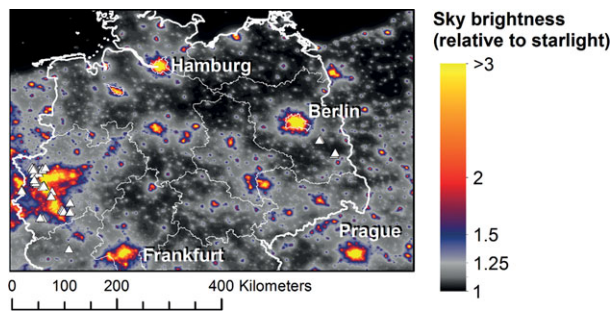 Sky brightness
(relative to starlight)
Hamburg
Berlin
Prague
Frankfurt
>3
2
1.5
1.25
1
0 100 200 400 Kilometers